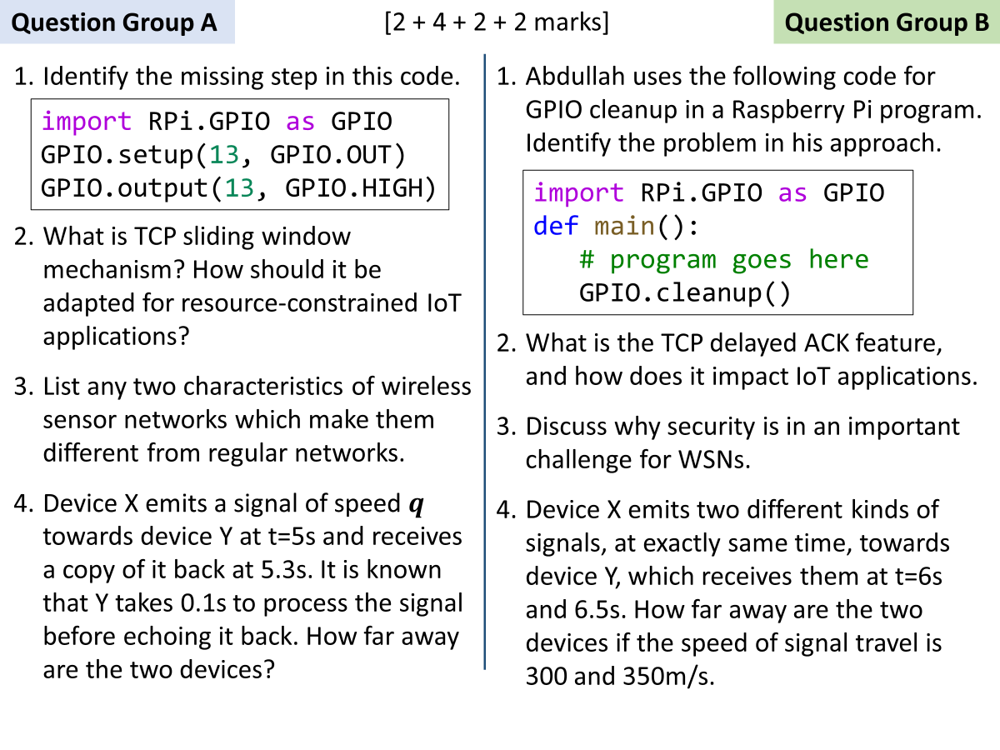 Question Group A
[2 + 4 + 2 + 2 marks]
Question Group B
1. Identify the missing step in this code.
import RPi.GPIO as GPIO
GPIO.setup(13, GPIO.OUT)
GPIO.output(13, GPIO.HIGH)
2. What is TCP sliding window
mechanism? How should it be
adapted for resource-constrained IoT
applications?
3. List any two characteristics of wireless
sensor networks which make them
different from regular networks.
4. Device X emits a signal of speed q
towards device Y at t=5s and receives
a copy of it back at 5.3s. It is known
that Y takes 0.1s to process the signal
before echoing it back. How far away
are the two devices?
1. Abdullah uses the following code for
GPIO cleanup in a Raspberry Pi program.
Identify the problem in his approach.
import RPi.GPIO as GPIO
def main():
# program goes here
GPIO.cleanup()
2. What is the TCP delayed ACK feature,
and how does it impact IoT applications.
3. Discuss why security is in an important
challenge for WSNs.
4. Device X emits two different kinds of
signals, at exactly same time, towards
device Y, which receives them at t=6s
and 6.5s. How far away are the two
devices if the speed of signal travel is
300 and 350m/s.